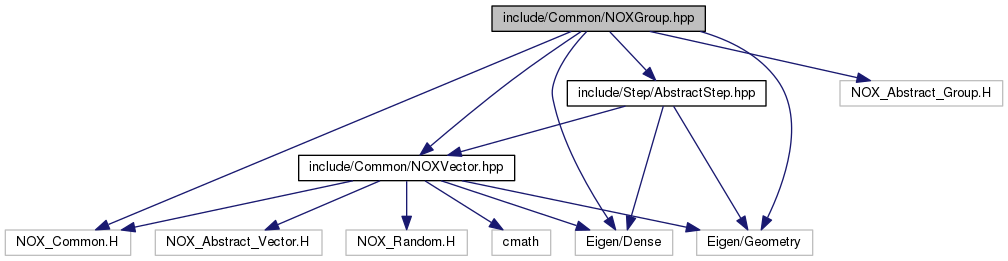 include/Common/NOXGroup.hpp
include/Step/AbstractStep.hpp
NOX_Abstract_Group.H
include/Common/NOXVector.hpp
NOX_Common.H
NOX_Abstract_Vector.H
NOX_Random.H
cmath
Eigen/Dense
Eigen/Geometry